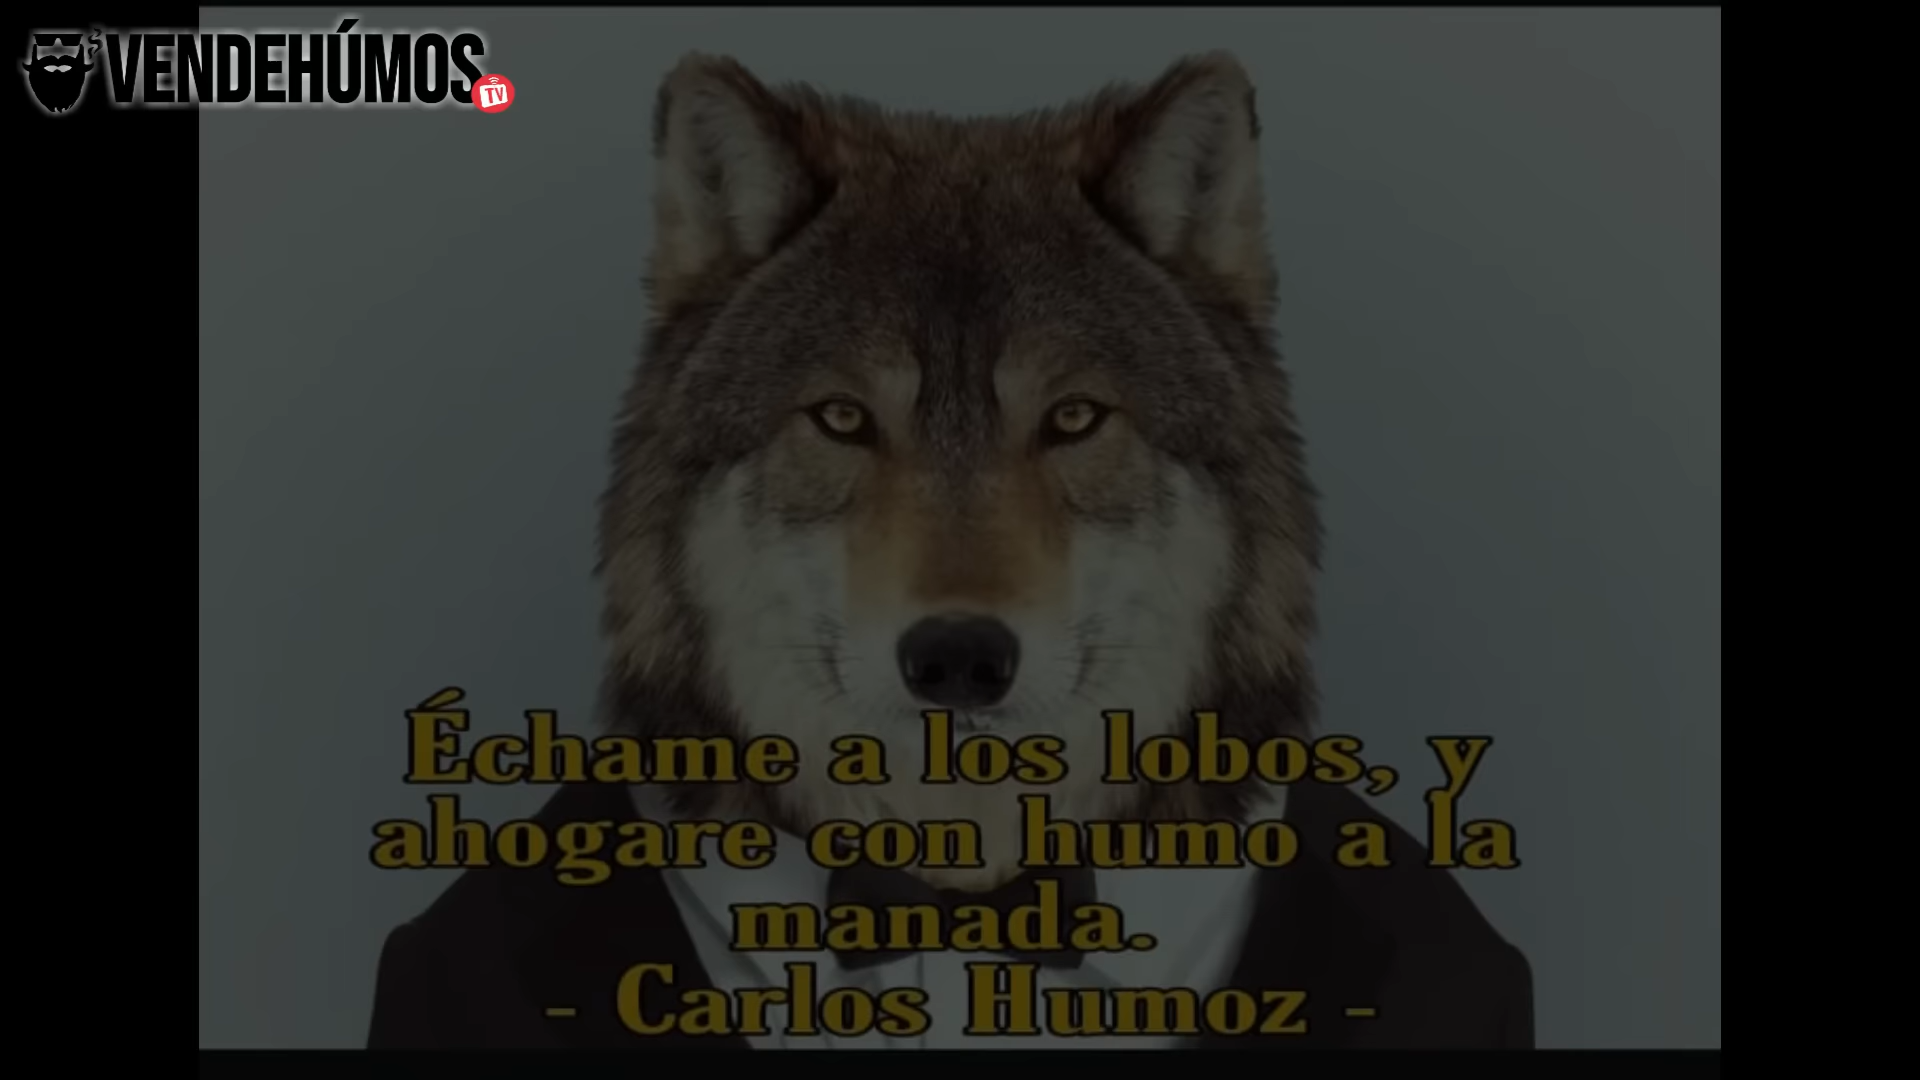 VENDEHÚMOS
TV
Échame a los lobos, y
ahogare con humo a la
manada.
- Carlos Humoz -